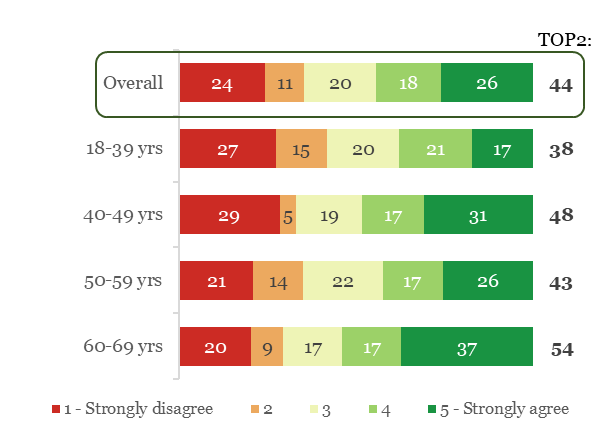 TOP2:
Overall 24 11 20 18 26 44
18-39 yrs 27 15 20 21 17 38
40-49 yrs 29 5 19 17 31 48
50-59 yrs 21 14 22 17 26 43
60-69 yrs 20 9 17 17 37 54
1 - Strongly disagree 2 3 4 5 - Strongly agree